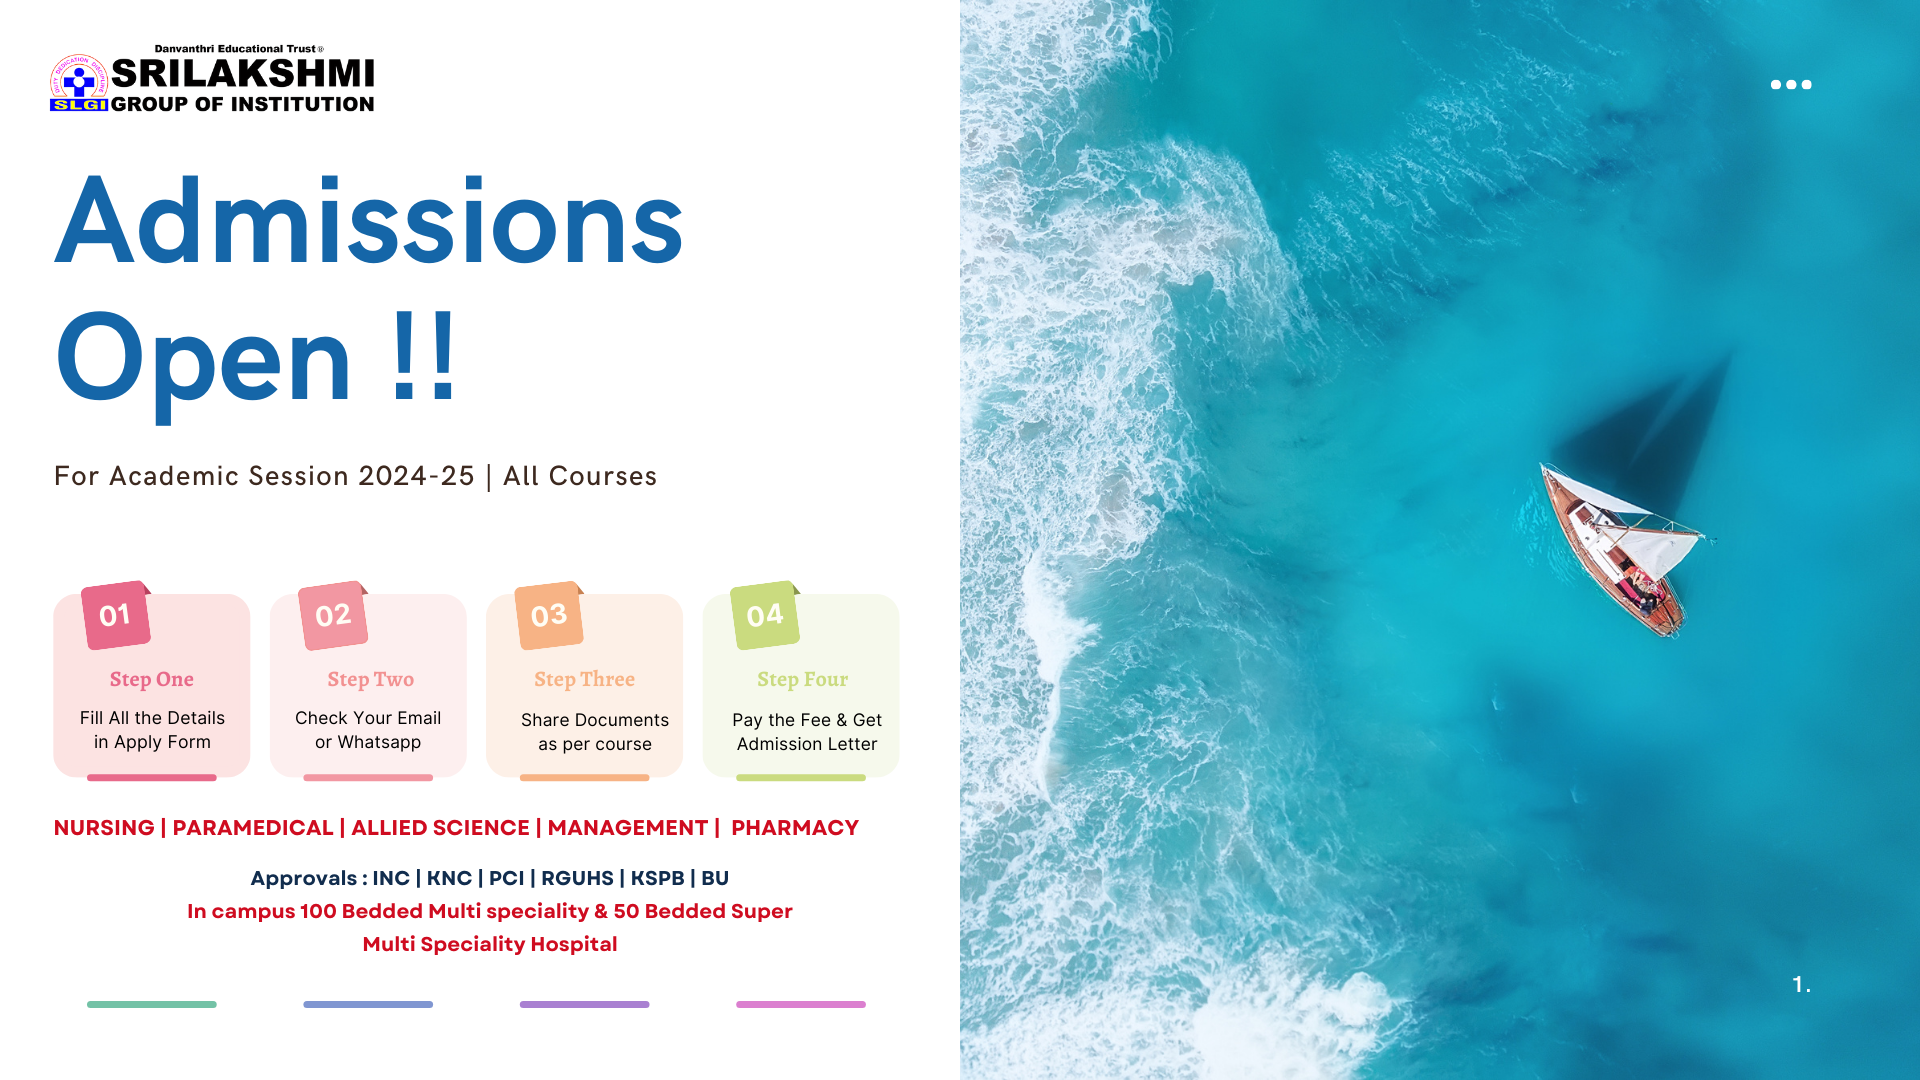 Danvanthri Educational Trust®
SRILAKSHMI
GROUP OF INSTITUTION
DUTY DEDICATION DISCIPLINE
SLGI
Admissions
Open !!
For Academic Session 2024-25 | All Courses
01
Step One
Fill All the Details
in Apply Form
02
Step Two
Check Your Email
or Whatsapp
03
Step Three
Share Documents
as per course
04
Step Four
Pay the Fee & Get
Admission Letter
NURSING | PARAMEDICAL | ALLIED SCIENCE | MANAGEMENT | PHARMACY
Approvals : INC | KNC | PCI | RGUHS | KSPB | BU
In campus 100 Bedded Multi speciality & 50 Bedded Super
Multi Speciality Hospital
1.